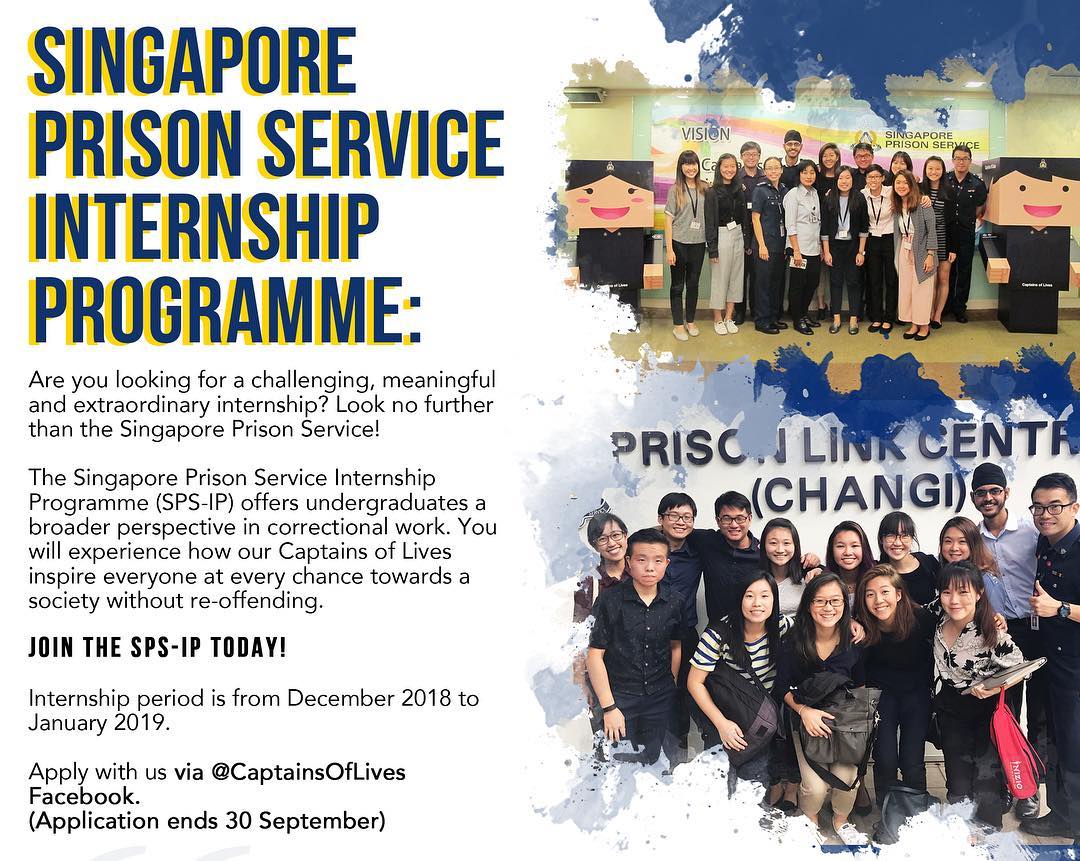 SINGAPORE
PRISON SERVICE
INTERNSHIP
PROGRAMME:
Are you looking for a challenging, meaningful
and extraordinary internship? Look no further
than the Singapore Prison Service!
The Singapore Prison Service Internship
Programme (SPS-IP) offers undergraduates a
broader perspective in correctional work. You
will experience how our Captains of Lives
inspire everyone at every chance towards a
society without re-offending.
JOIN THE SPS-IP TODAY!
Internship period is from December 2018 to
January 2019.
Apply with us via @CaptainsOfLives
Facebook.
(Application ends 30 September)
VISION
SINGAPORE
PRISON SERVICE
Captains of Lives
PRISON LINK CENTR
(CHANGI)